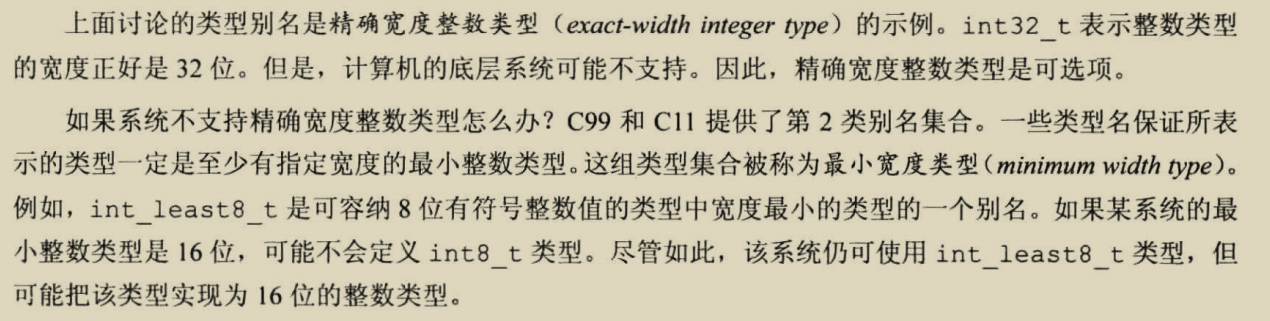 上面讨论的类型别名是精确宽度整数类型（exact-width integer type）的示例。int32_t 表示整数类型
的宽度正好是 32 位。但是，计算机的底层系统可能不支持。因此，精确宽度整数类型是可选项。
如果系统不支持精确宽度整数类型怎么办？C99 和 C11 提供了第 2 类别名集合。一些类型名保证所表
示的类型一定是至少有指定宽度的最小整数类型。这组类型集合被称为最小宽度类型（minimum width type）。
例如，int_least8_t 是可容纳 8 位有符号整数值的类型中宽度最小的类型的一个别名。如果某系统的最
小整数类型是 16 位，可能不会定义 int8_t 类型。尽管如此，该系统仍可使用 int_least8_t 类型，但
可能把该类型实现为 16 位的整数类型。